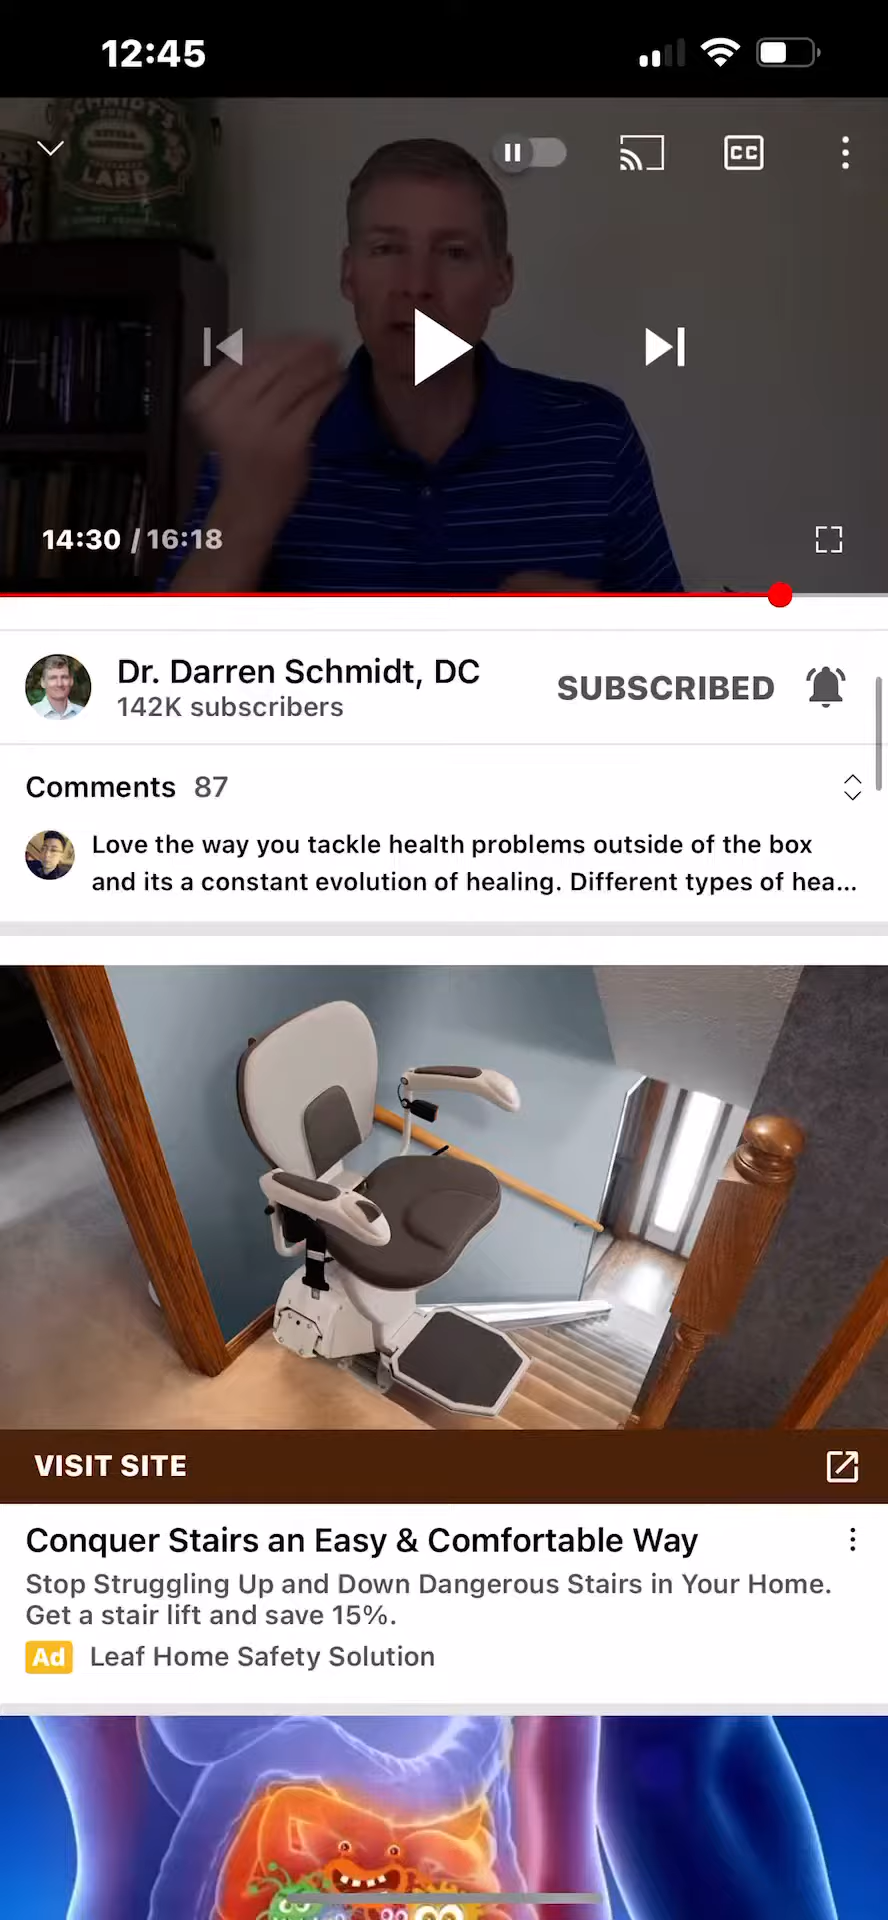 12:45
SCHMIDT'S
LARD
CC
14:30 / 16:18
Dr. Darren Schmidt, DC
142K subscribers
SUBSCRIBED
Comments 87
Love the way you tackle health problems outside of the box
and its a constant evolution of healing. Different types of hea...
VISIT SITE
Conquer Stairs an Easy & Comfortable Way
Stop Struggling Up and Down Dangerous Stairs in Your Home.
Get a stair lift and save 15%.
Ad Leaf Home Safety Solution